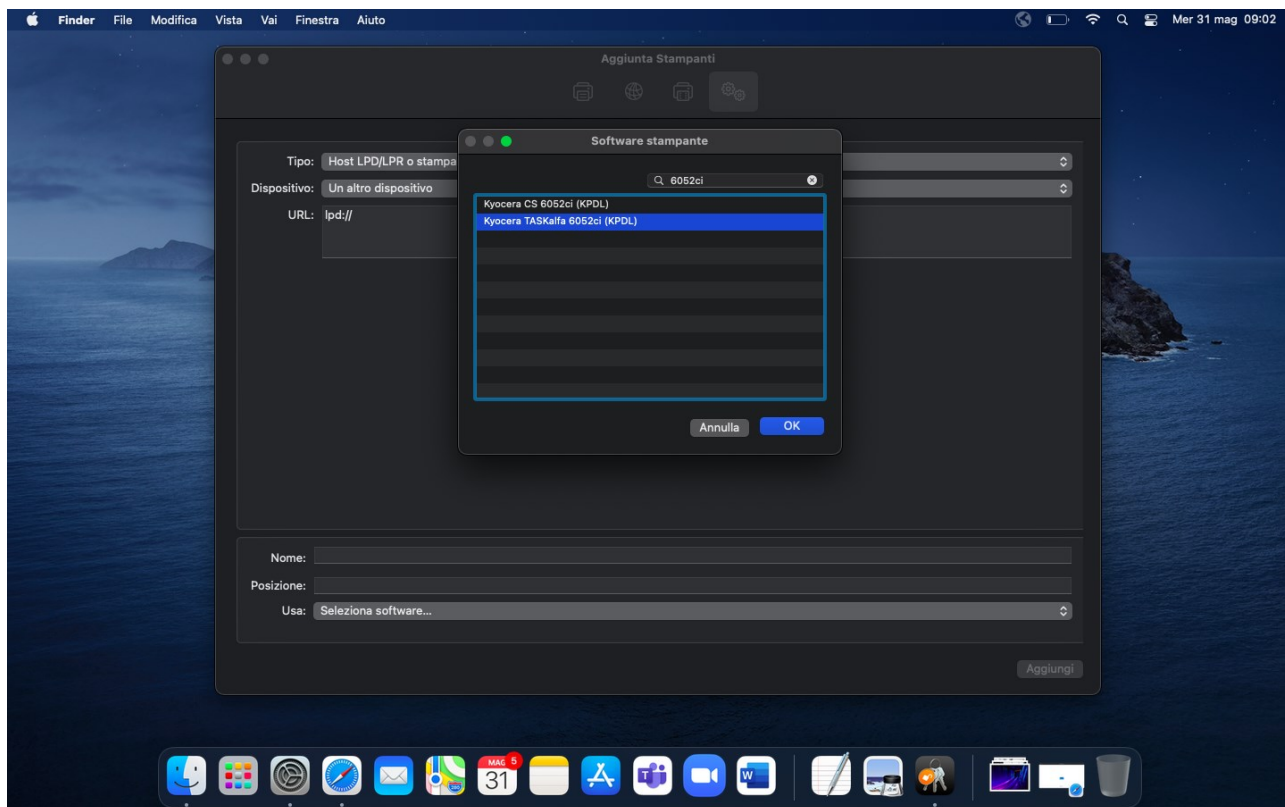 Finder File Modifica Vista Vai Finestra Aiuto Mer 31 mag 09:02
Aggiunta Stampanti
Software stampante
6052ci
Kyocera CS 6052ci (KPDL)
Kyocera TASKalfa 6052ci (KPDL)
Annulla OK
Tipo: Host LPD/LPR o stampa
Dispositivo: Un altro dispositivo
URL: lpd://
Nome:
Posizione:
Usa: Seleziona software...
Aggiungi
MAG 5
31
W